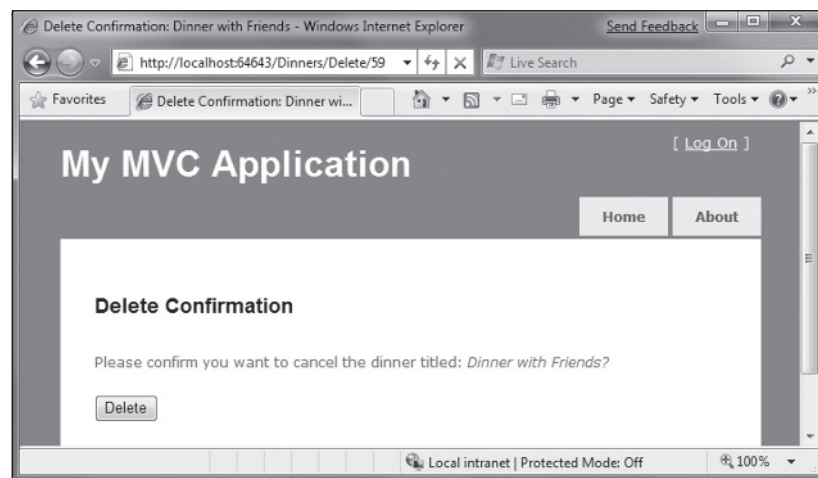 Delete Confirmation: Dinner with Friends - Windows Internet Explorer
Send Feedback
http://localhost:64643/Dinners/Delete/59
Live Search
Favorites
Delete Confirmation: Dinner wi...
Page
Safety
Tools
[ Log On ]
My MVC Application
Home
About
Delete Confirmation
Please confirm you want to cancel the dinner titled: Dinner with Friends?
Delete
Local intranet | Protected Mode: Off
100%